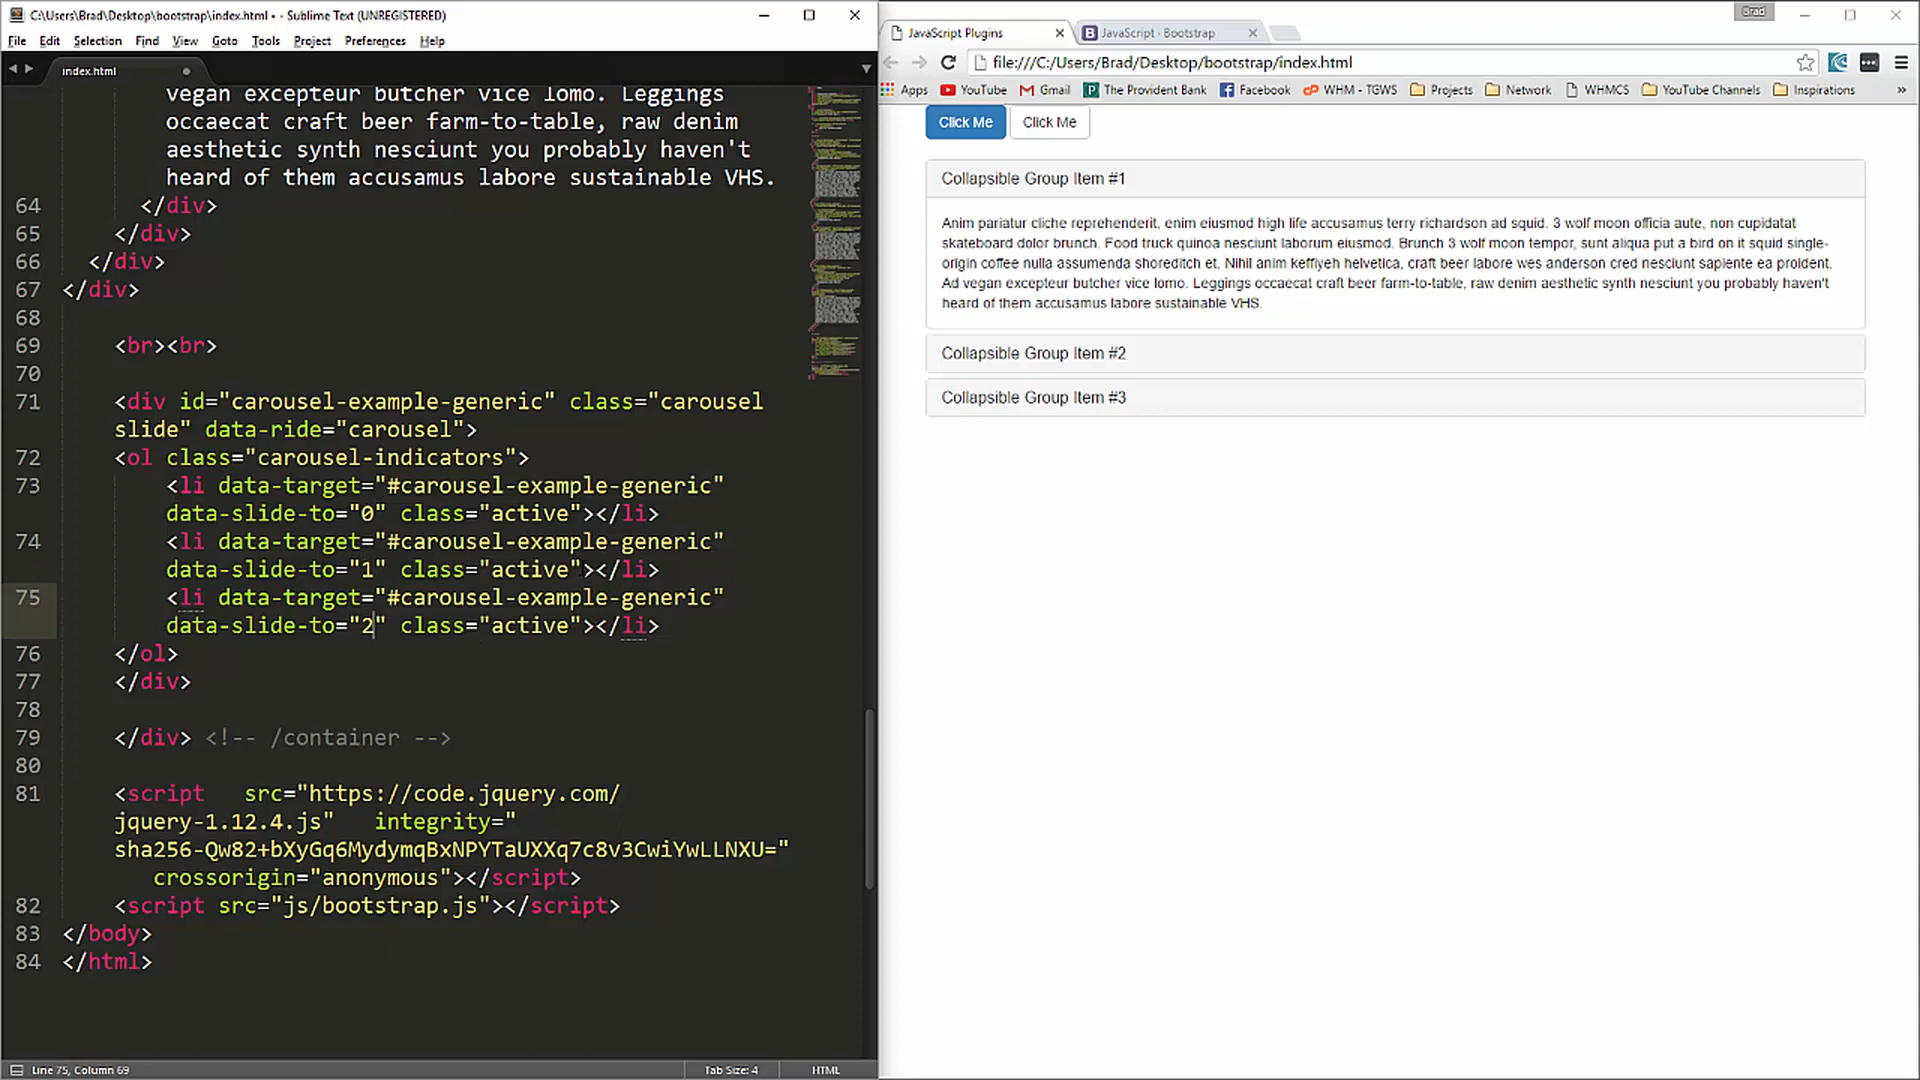 C:\Users\Brad\Desktop\bootstrap\index.html • - Sublime Text (UNREGISTERED)
File Edit Selection Find View Goto Tools Project Preferences Help
index.html
vegan excepteur butcher vice lomo. Leggings
occaecat craft beer farm-to-table, raw denim
aesthetic synth nesciunt you probably haven't
heard of them accusamus labore sustainable VHS.
64 </div>
65 </div>
66 </div>
67 </div>
68
69 <br><br>
70
71 <div id="carousel-example-generic" class="carousel
slide" data-ride="carousel">
72 <ol class="carousel-indicators">
73 <li data-target="#carousel-example-generic"
data-slide-to="0" class="active"></li>
74 <li data-target="#carousel-example-generic"
data-slide-to="1" class="active"></li>
75 <li data-target="#carousel-example-generic"
data-slide-to="2" class="active"></li>
76 </ol>
77 </div>
78
79 </div> <!-- /container -->
80
81 <script src="https://code.jquery.com/
jquery-1.12.4.js" integrity="
sha256-Qw82+bXyGq6MydymqBxNPYTaUXXq7c8v3CwiYwLLNXU="
crossorigin="anonymous"></script>
82 <script src="js/bootstrap.js"></script>
83 </body>
84 </html>
Line 75, Column 69 Tab Size: 4 HTML
Brad
JavaScript Plugins JavaScript · Bootstrap
file:///C:/Users/Brad/Desktop/bootstrap/index.html
Apps YouTube Gmail The Provident Bank Facebook WHM - TGWS Projects Network WHMCS YouTube Channels Inspirations »
Click Me Click Me
Collapsible Group Item #1
Anim pariatur cliche reprehenderit, enim eiusmod high life accusamus terry richardson ad squid. 3 wolf moon officia aute, non cupidatat
skateboard dolor brunch. Food truck quinoa nesciunt laborum eiusmod. Brunch 3 wolf moon tempor, sunt aliqua put a bird on it squid single-
origin coffee nulla assumenda shoreditch et. Nihil anim keffiyeh helvetica, craft beer labore wes anderson cred nesciunt sapiente ea proident.
Ad vegan excepteur butcher vice lomo. Leggings occaecat craft beer farm-to-table, raw denim aesthetic synth nesciunt you probably haven't
heard of them accusamus labore sustainable VHS.
Collapsible Group Item #2
Collapsible Group Item #3